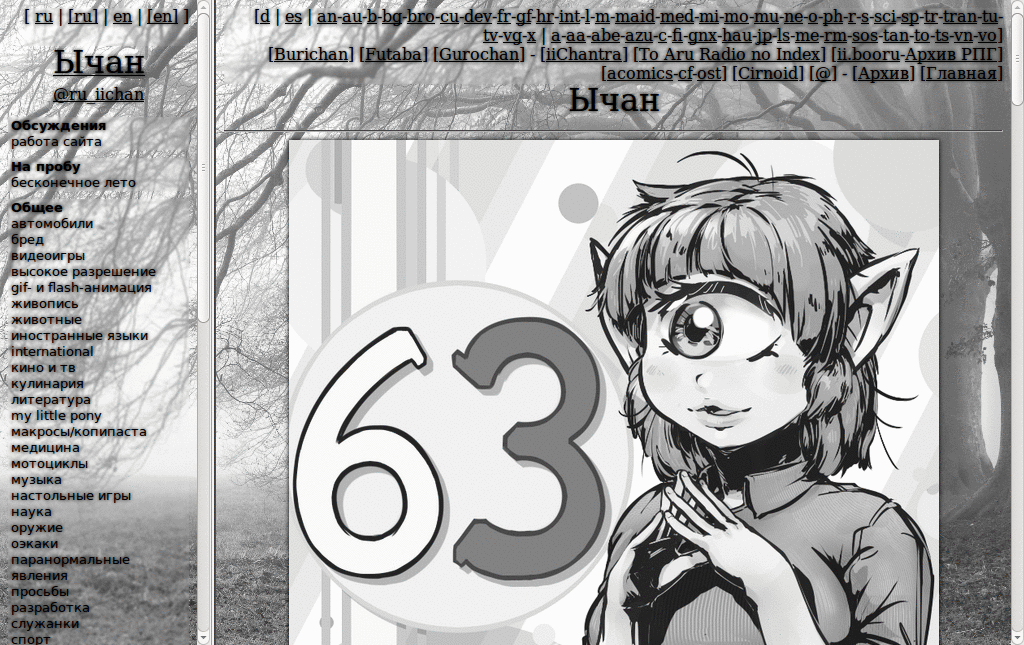 [ ru | [ru] | en | [en] ]
Ычан
@ru_iichan
Обсуждения
работа сайта
На пробу
бесконечное лето
Общее
автомобили
бред
видеоигры
высокое разрешение
gif- и flash-анимация
живопись
животные
иностранные языки
international
кино и тв
кулинария
литература
my little pony
макросы/копипаста
медицина
мотоциклы
музыка
настольные игры
наука
оружие
оэкаки
паранормальные
явления
просьбы
разработка
служанки
спорт
[d | es | an-au-b-bg-bro-cu-dev-fr-gf-hr-int-l-m-maid-med-mi-mo-mu-ne-o-ph-r-s-sci-sp-tr-tran-tu-
tv-vg-x | a-aa-abe-azu-c-fi-gnx-hau-jp-ls-me-rm-sos-tan-to-ts-vn-vo]
[Burichan] [Futaba] [Gurochan] - [iiChantra] [To Aru Radio no Index] [ii.booru-Архив РПГ]
[acomics-cf-ost] [Cirnoid] [@] - [Архив] [Главная]
Ычан
63